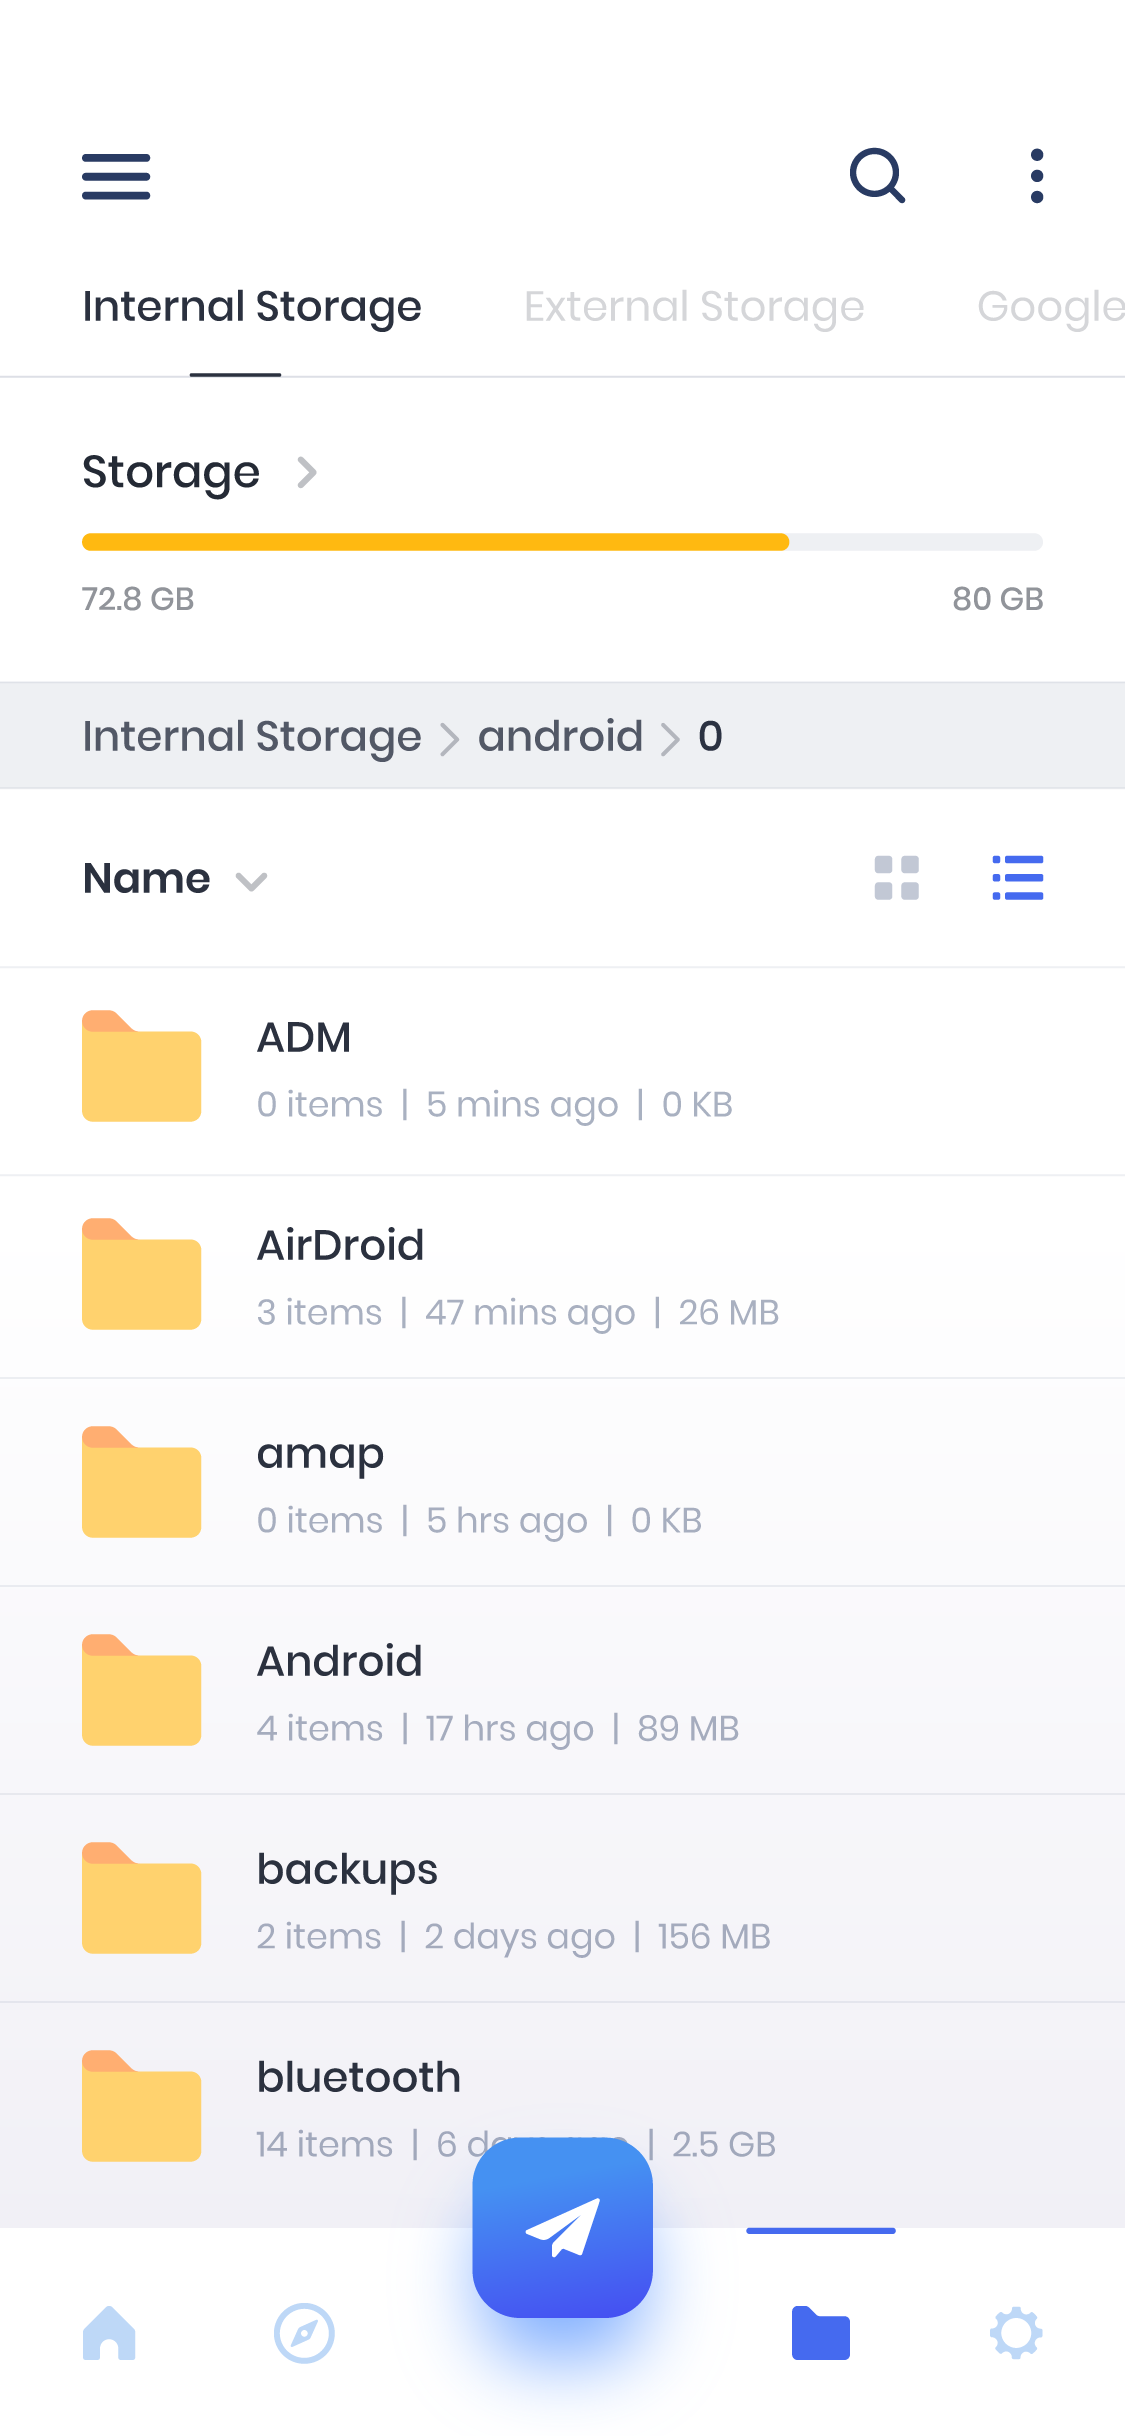 Internal Storage External Storage Google
Storage
72.8 GB 80 GB
Internal Storage > android > 0
Name
ADM
0 items | 5 mins ago | 0 KB
AirDroid
3 items | 47 mins ago | 26 MB
amap
0 items | 5 hrs ago | 0 KB
Android
4 items | 17 hrs ago | 89 MB
backups
2 items | 2 days ago | 156 MB
bluetooth
14 items | 6 | 2.5 GB